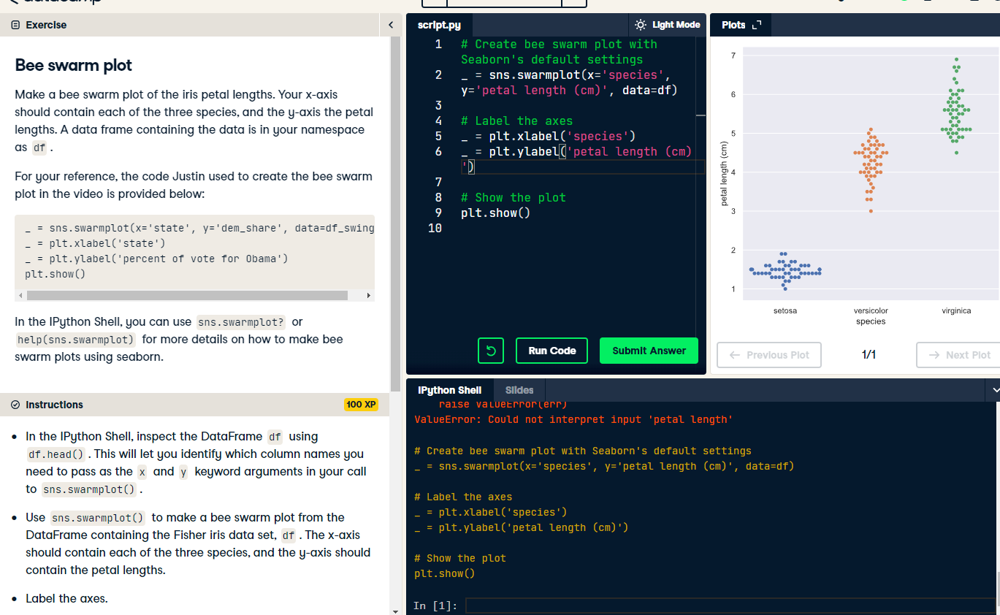 datacamp
Exercise
Bee swarm plot
Make a bee swarm plot of the iris petal lengths. Your x-axis
should contain each of the three species, and the y-axis the petal
lengths. A data frame containing the data is in your namespace
as df .
For your reference, the code Justin used to create the bee swarm
plot in the video is provided below:
_ = sns.swarmplot(x='state', y='dem_share', data=df_swing
_ = plt.xlabel('state')
_ = plt.ylabel('percent of vote for Obama')
plt.show()
In the IPython Shell, you can use sns.swarmplot? or
help(sns.swarmplot) for more details on how to make bee
swarm plots using seaborn.
Instructions
100 XP
In the IPython Shell, inspect the DataFrame df using
df.head() . This will let you identify which column names you
need to pass as the x and y keyword arguments in your call
to sns.swarmplot() .
Use sns.swarmplot() to make a bee swarm plot from the
DataFrame containing the Fisher iris data set, df . The x-axis
should contain each of the three species, and the y-axis should
contain the petal lengths.
Label the axes.
script.py
Light Mode
1 # Create bee swarm plot with
Seaborn's default settings
2 _ = sns.swarmplot(x='species',
y='petal length (cm)', data=df)
3
4 # Label the axes
5 _ = plt.xlabel('species')
6 _ = plt.ylabel('petal length (cm)
')
7
8 # Show the plot
9 plt.show()
10
Run Code
Submit Answer
Plots
7
6
5
4
3
2
1
petal length (cm)
setosa
versicolor
virginica
species
← Previous Plot
1/1
→ Next Plot
IPython Shell
Slides
raise ValueError(err)
ValueError: Could not interpret input 'petal length'
# Create bee swarm plot with Seaborn's default settings
_ = sns.swarmplot(x='species', y='petal length (cm)', data=df)
# Label the axes
_ = plt.xlabel('species')
_ = plt.ylabel('petal length (cm)')
# Show the plot
plt.show()
In [1]: